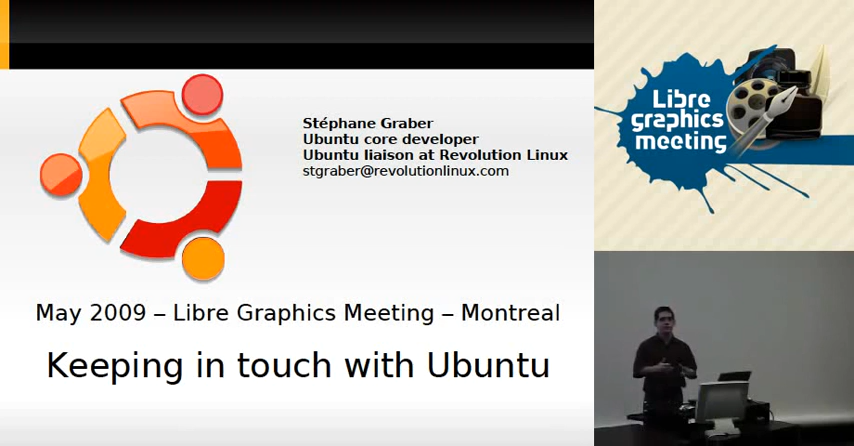 Stéphane Graber
Ubuntu core developer
Ubuntu liaison at Revolution Linux
stgraber@revolutionlinux.com
May 2009 – Libre Graphics Meeting – Montreal
Keeping in touch with Ubuntu
Libre
graphics
meeting